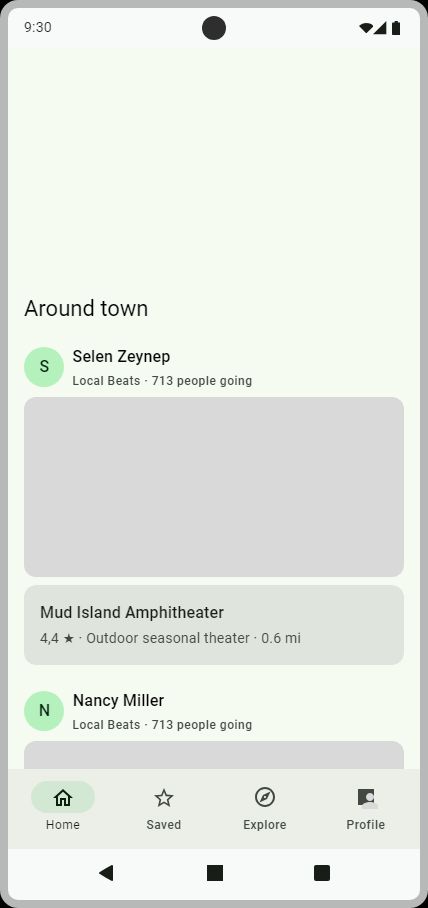 9:30
Around town
S
Selen Zeynep
Local Beats · 713 people going
Mud Island Amphitheater
4,4 ★ · Outdoor seasonal theater · 0.6 mi
N
Nancy Miller
Local Beats · 713 people going
Home Saved Explore Profile